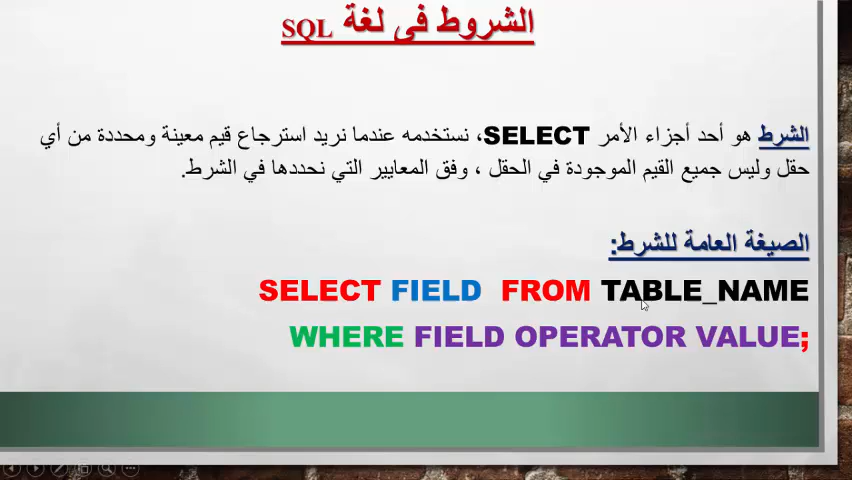 الشروط في لغة SQL
الشرط هو أحد أجزاء الأمر SELECT، نستخدمه عندما نريد استرجاع قيم معينة ومحددة من أي
حقل وليس جميع القيم الموجودة في الحقل ، وفق المعايير التي نحددها في الشرط.
الصيغة العامة للشرط:
SELECT FIELD FROM TABLE_NAME
WHERE FIELD OPERATOR VALUE;